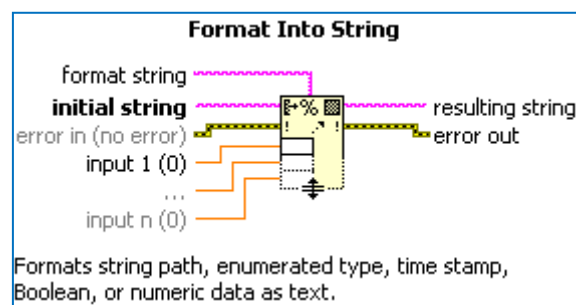 Format Into String
format string
initial string
resulting string
error in (no error)
error out
input 1 (0)
...
input n (0)
Formats string path, enumerated type, time stamp,
Boolean, or numeric data as text.